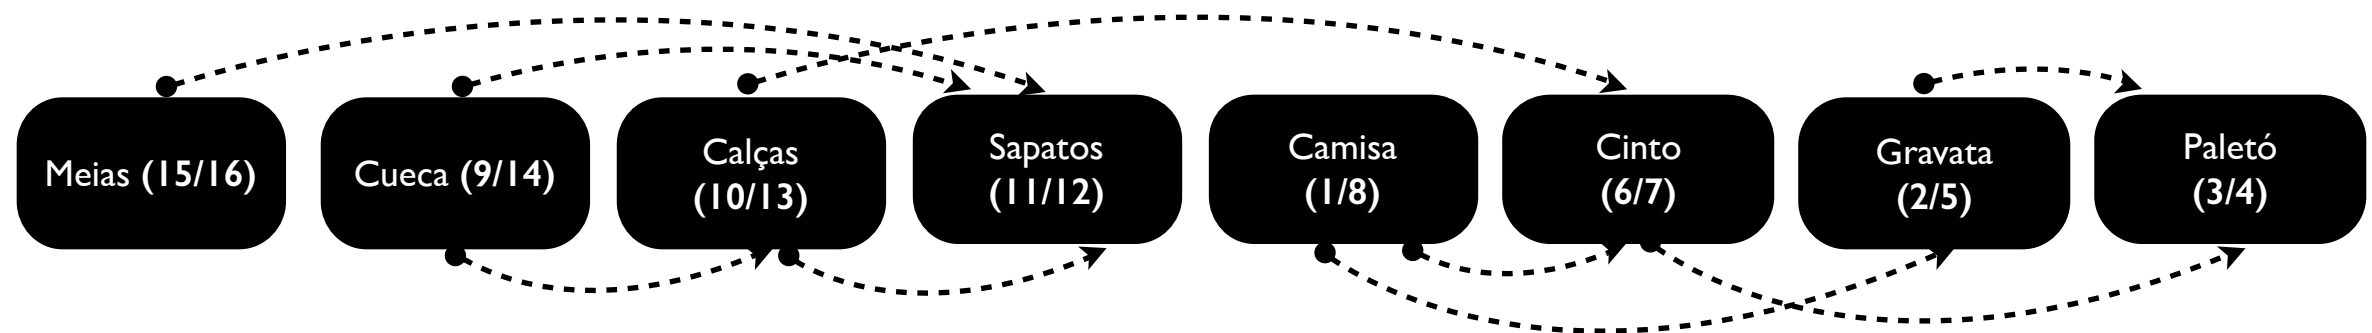 Meias (15/16)
Cueca (9/14)
Calças
(10/13)
Sapatos
(11/12)
Camisa
(1/8)
Cinto
(6/7)
Gravata
(2/5)
Paletó
(3/4)